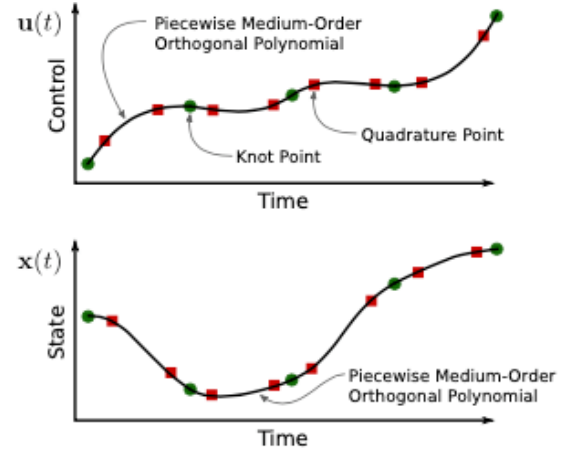 u(t)
Piecewise Medium-Order
Orthogonal Polynomial
Control
Quadrature Point
Knot Point
Time
x(t)
State
Piecewise Medium-Order
Orthogonal Polynomial
Time